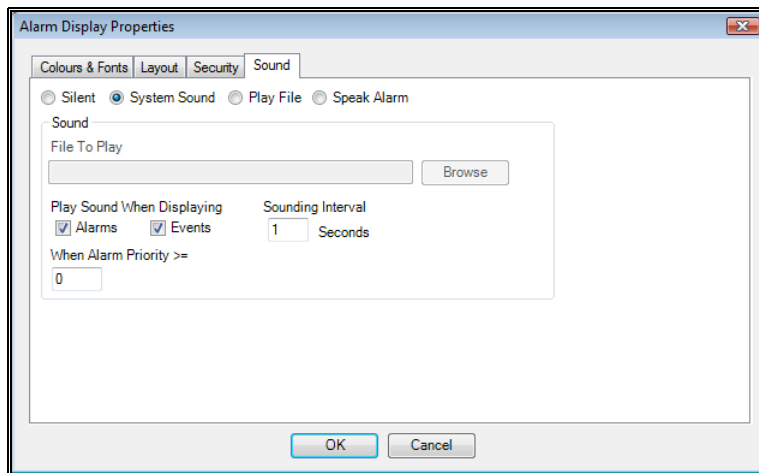 Alarm Display Properties
Colours & Fonts Layout Security Sound
Silent System Sound Play File Speak Alarm
Sound
File To Play
Browse
Play Sound When Displaying Sounding Interval
Alarms Events 1 Seconds
When Alarm Priority >=
0
OK Cancel